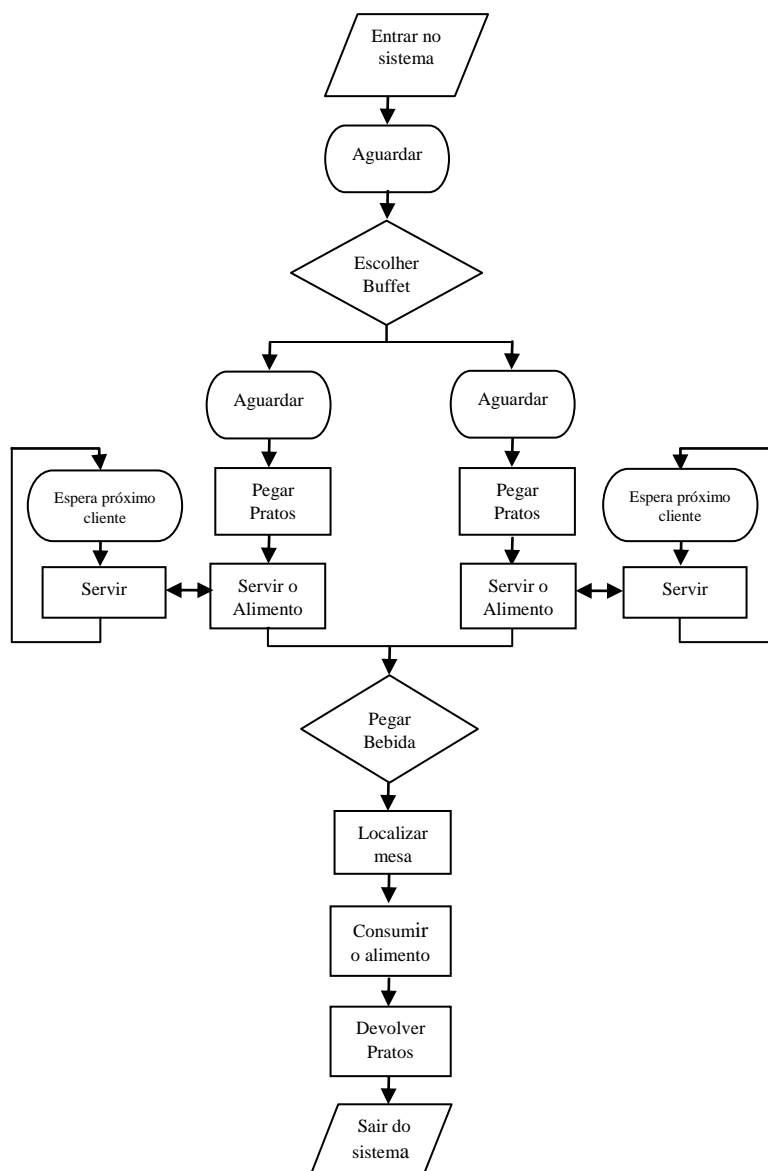 Entrar no
sistema
Aguardar
Escolher
Buffet
Aguardar
Aguardar
Pegar
Pratos
Pegar
Pratos
Espera próximo
cliente
Espera próximo
cliente
Servir
Servir o
Alimento
Servir o
Alimento
Servir
Pegar
Bebida
Localizar
mesa
Consumir
o alimento
Devolver
Pratos
Sair do
sistema